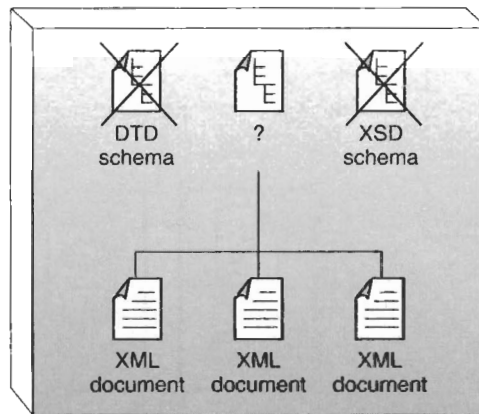 DTD
schema
?
XSD
schema
XML
document
XML
document
XML
document